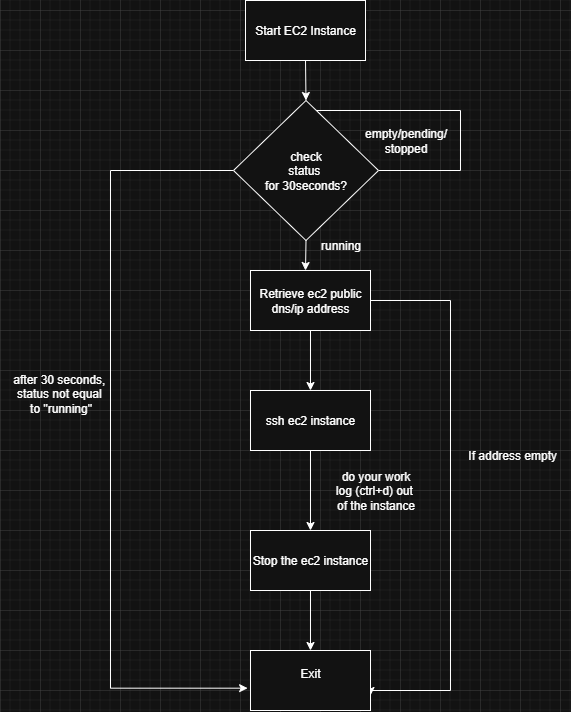 Start EC2 Instance
empty/pending/
stopped
check
status
for 30seconds?
running
Retrieve ec2 public
dns/ip address
after 30 seconds,
status not equal
to "running"
ssh ec2 instance
If address empty
do your work
log (ctrl+d) out
of the instance
Stop the ec2 instance
Exit